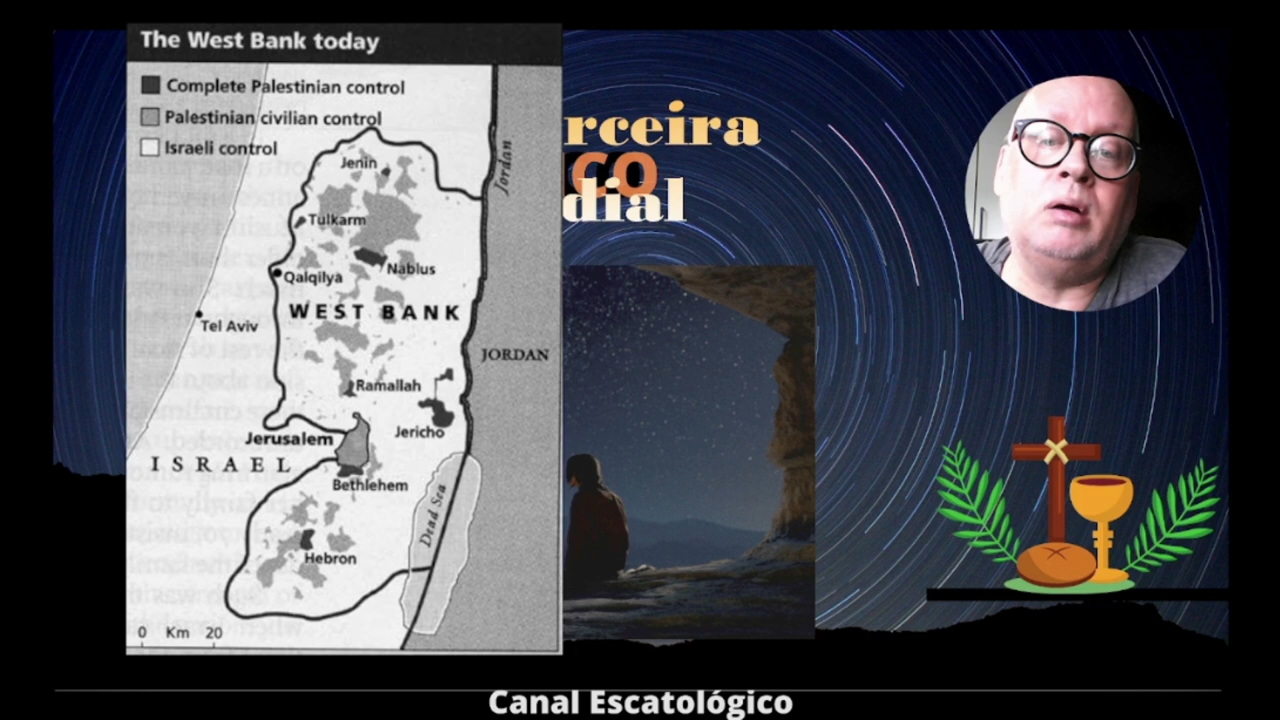 The West Bank today
Complete Palestinian control
Palestinian civilian control
Israeli control
Jordan
Jenin
Tulkarm
Nablus
Qalqilya
WEST BANK
Tel Aviv
JORDAN
Ramallah
Jericho
Jerusalem
ISRAEL
Bethlehem
Dead Sea
Hebron
0 Km 20
rceira
CO
dial
Canal Escatológico